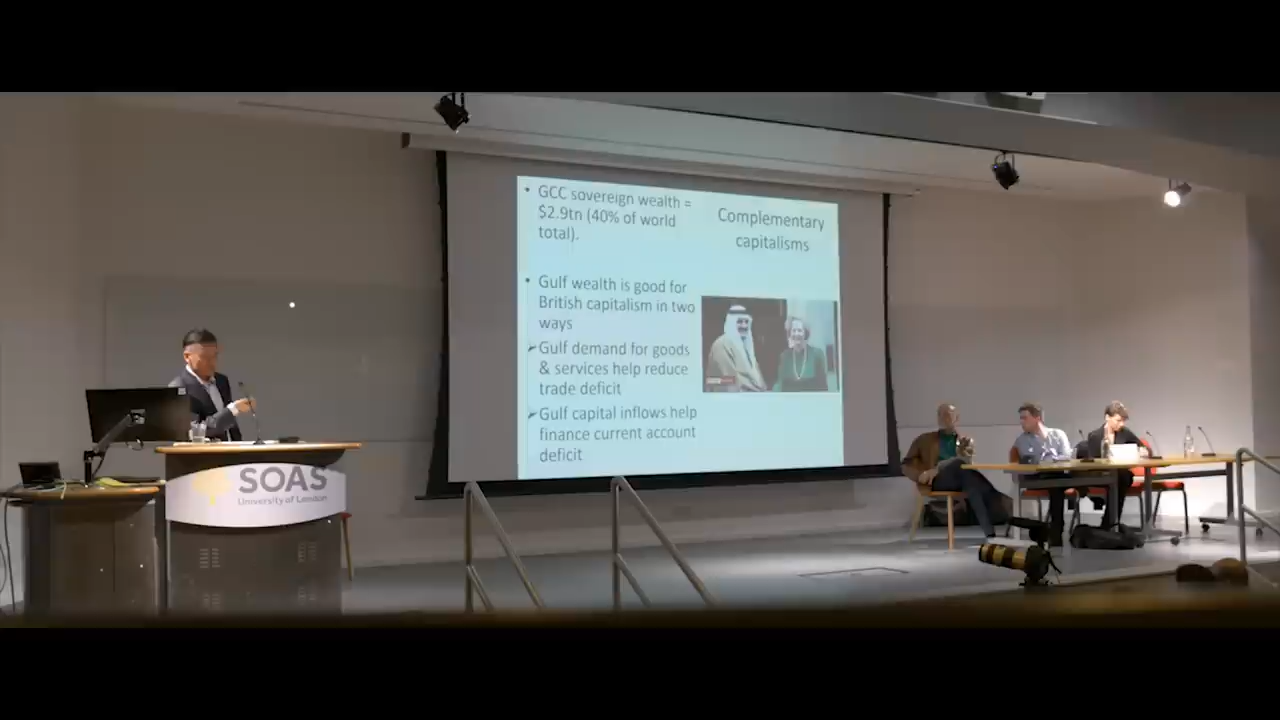 • GCC sovereign wealth =
$2.9tn (40% of world
total).
• Gulf wealth is good for
British capitalism in two
ways
➢Gulf demand for goods
& services help reduce
trade deficit
➢Gulf capital inflows help
finance current account
deficit
Complementary
capitalisms
SOAS
University of London